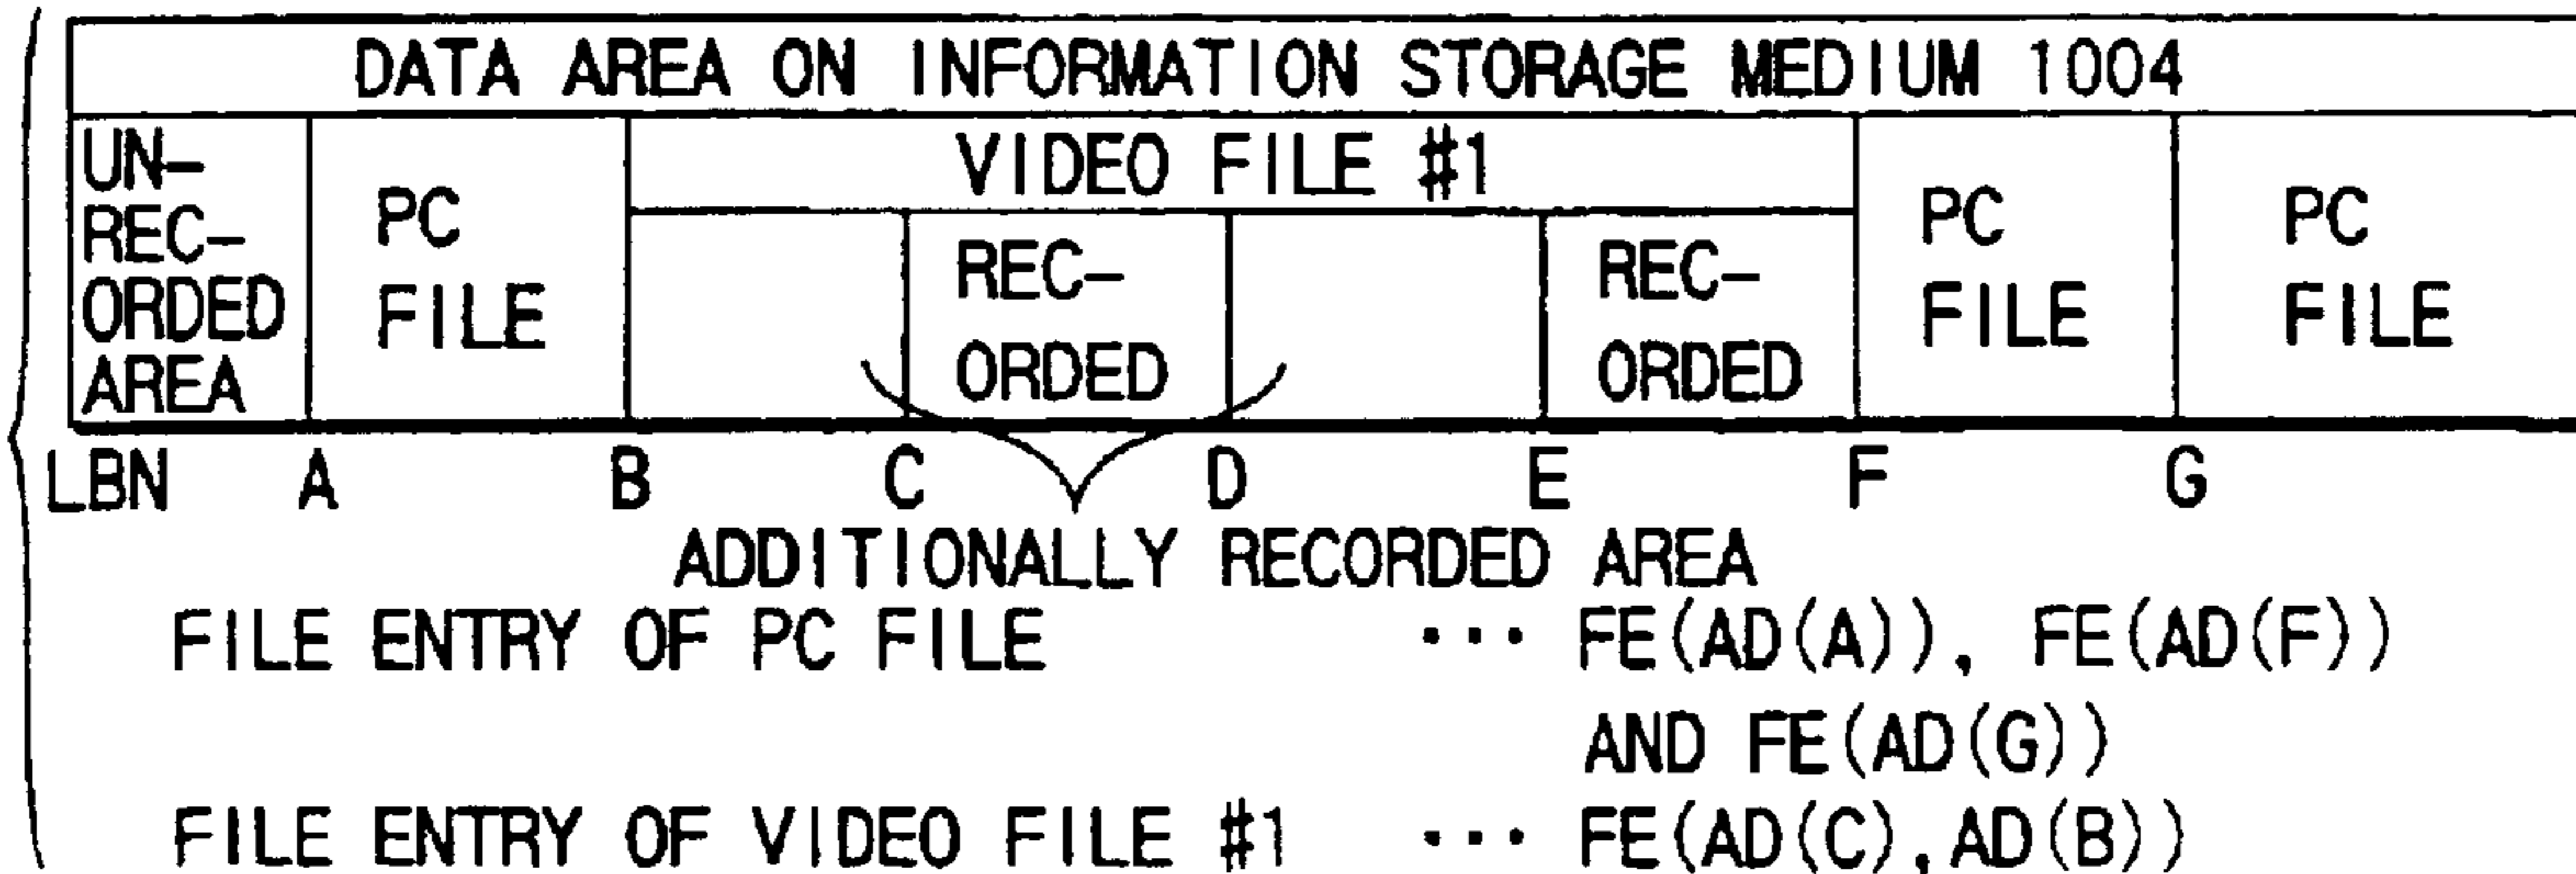 DATA AREA ON INFORMATION STORAGE MEDIUM 1004
UN-
REC-
ORDED
AREA
PC
FILE
VIDEO FILE #1
REC-
ORDED
REC-
ORDED
PC
FILE
PC
FILE
LBN A B C D E F G
ADDITIONALLY RECORDED AREA
FILE ENTRY OF PC FILE ··· FE(AD(A)), FE(AD(F))
AND FE(AD(G))
FILE ENTRY OF VIDEO FILE #1 ··· FE(AD(C),AD(B))